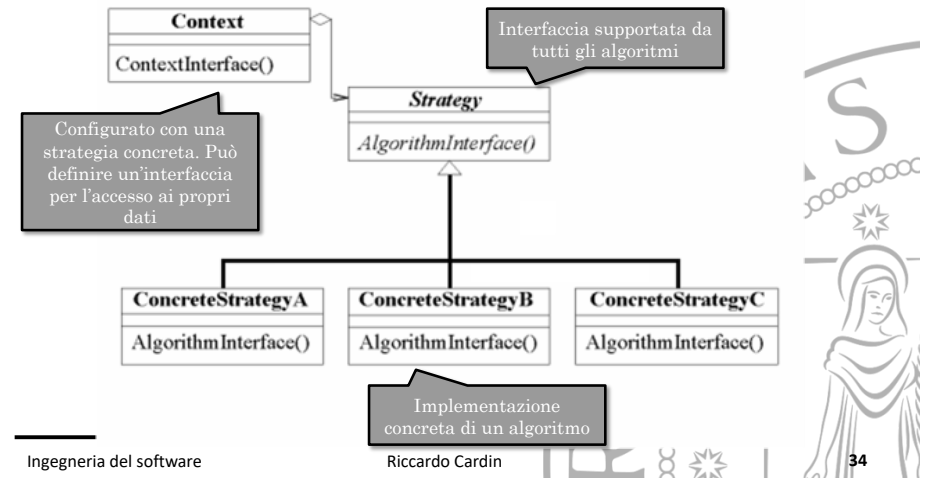 Context
ContextInterface()
Interfaccia supportata da
tutti gli algoritmi
Strategy
AlgorithmInterface()
Configurato con una
strategia concreta. Può
definire un'interfaccia
per l'accesso ai propri
dati
ConcreteStrategyA
AlgorithmInterface()
ConcreteStrategyB
AlgorithmInterface()
ConcreteStrategyC
AlgorithmInterface()
Implementazione
concreta di un algoritmo
Ingegneria del software
Riccardo Cardin
34